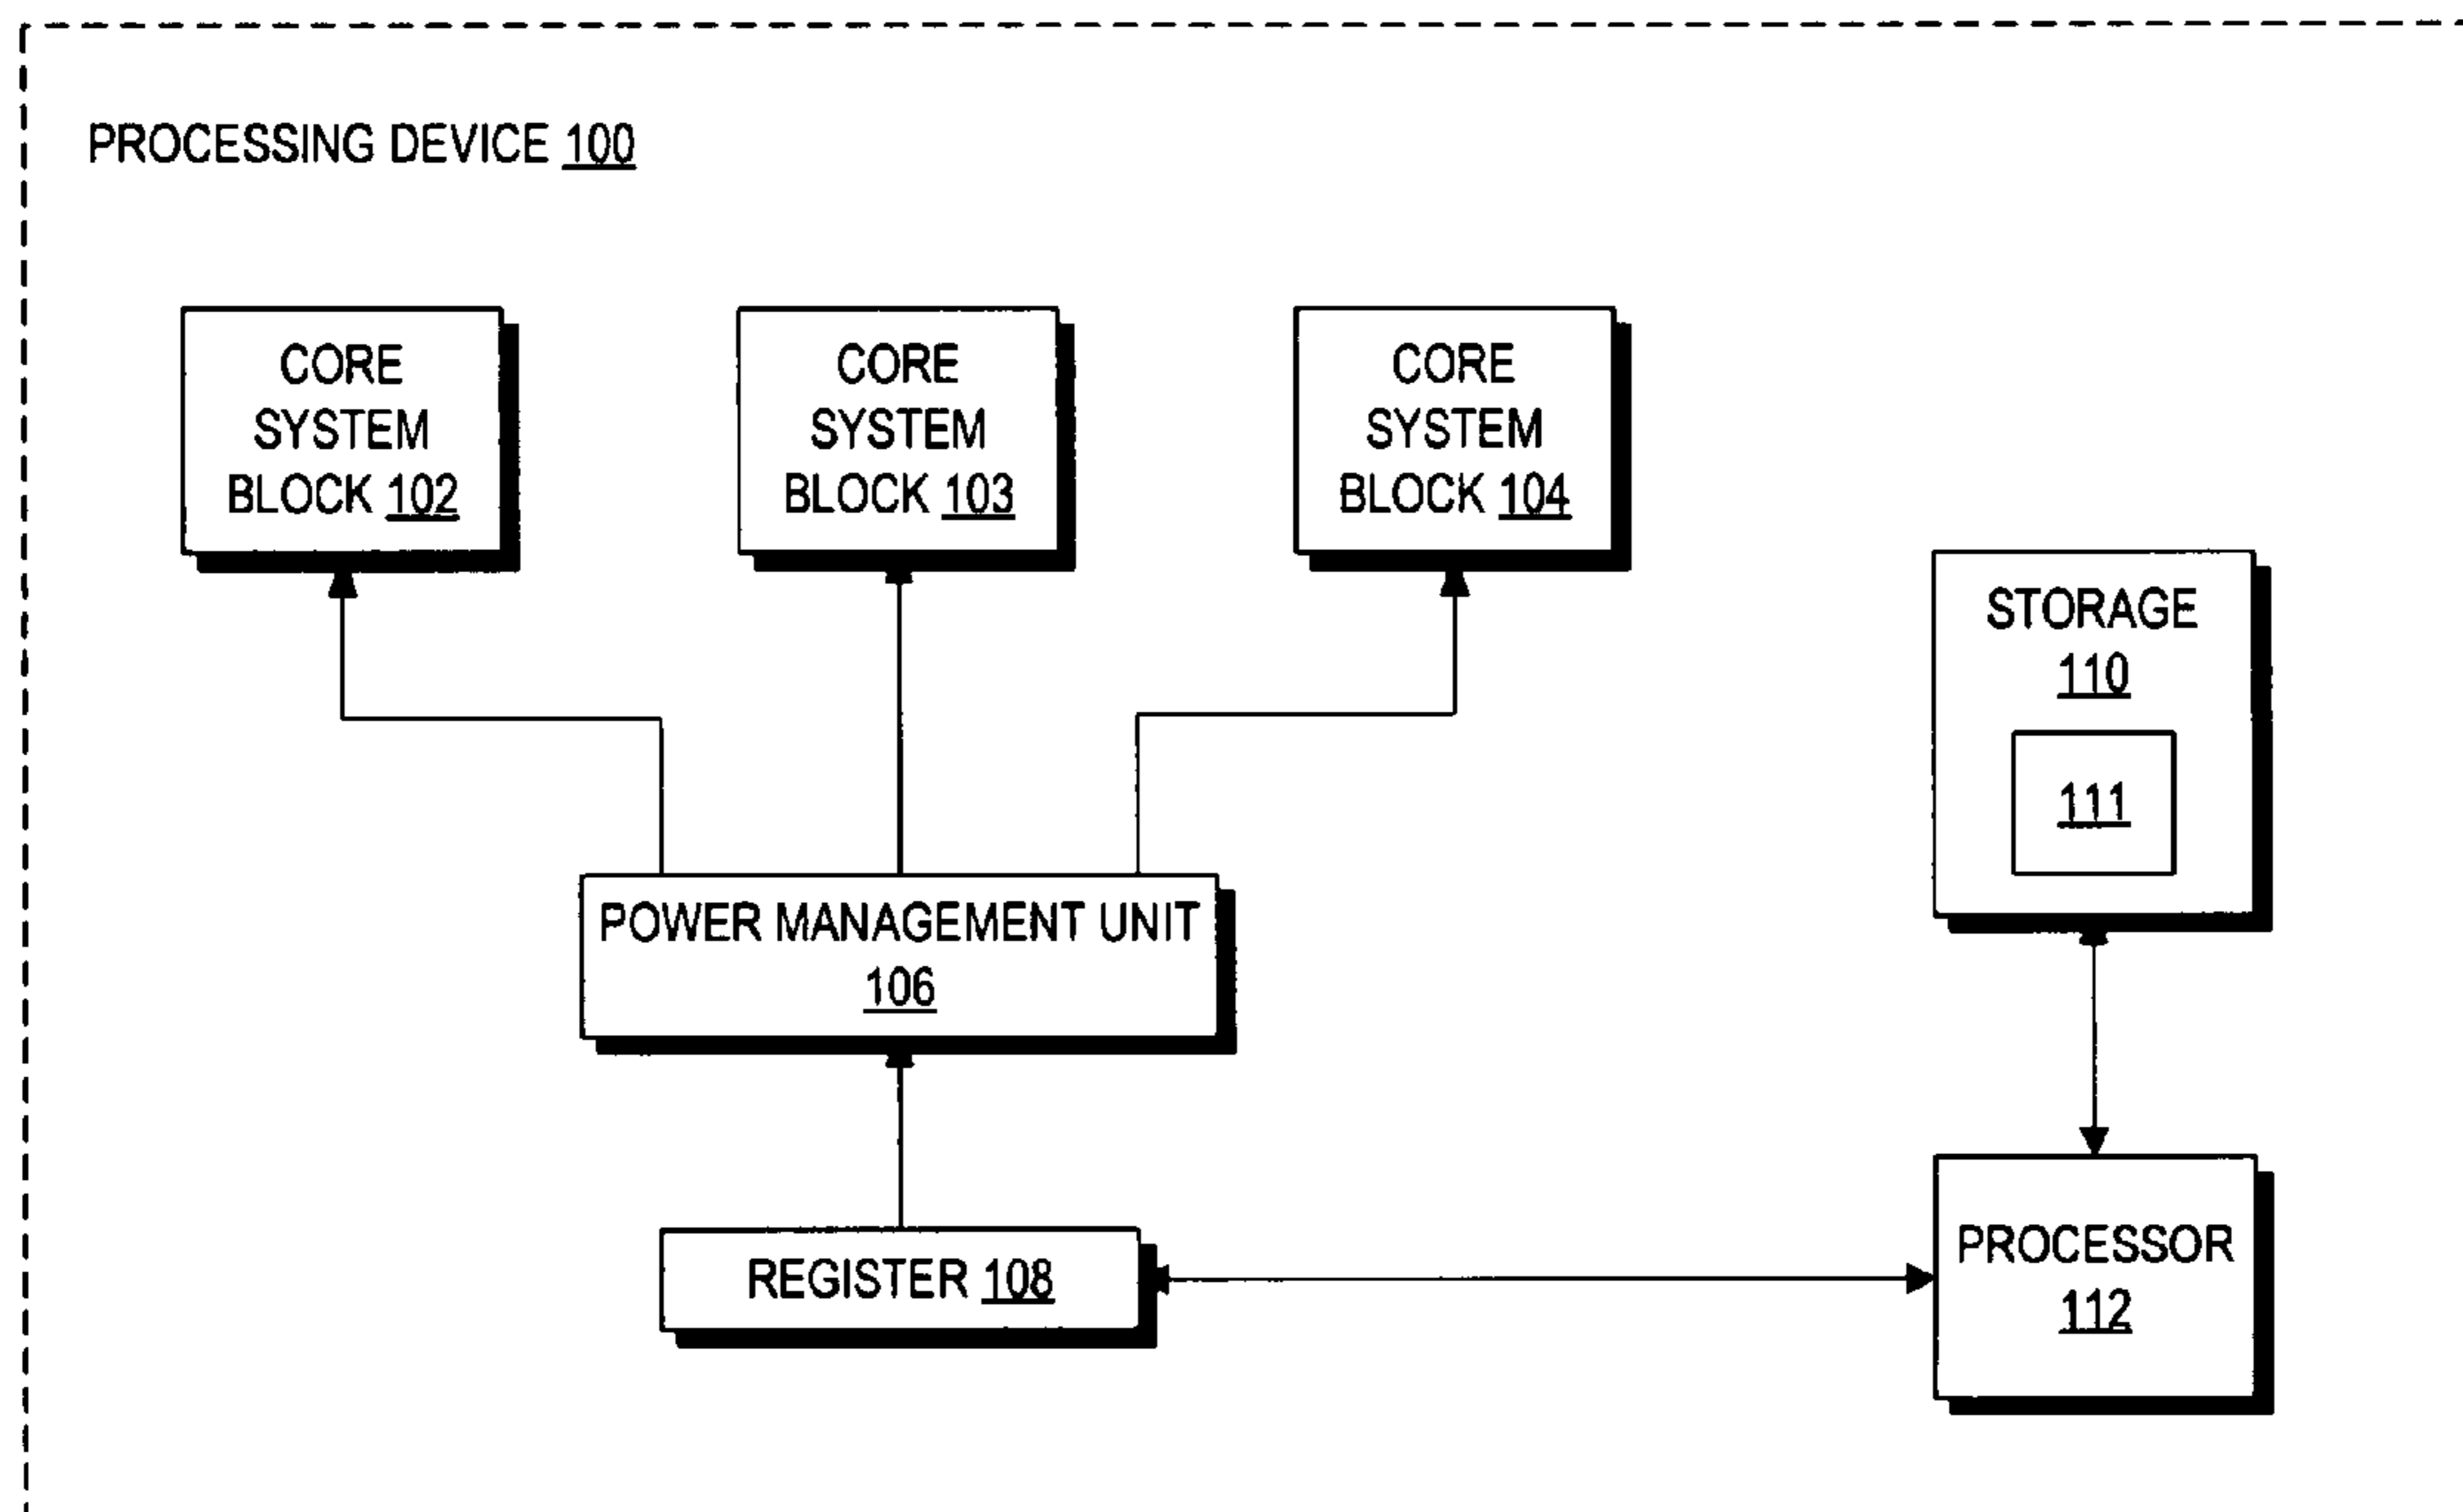 PROCESSING DEVICE 100
CORE
SYSTEM
BLOCK 102
CORE
SYSTEM
BLOCK 103
CORE
SYSTEM
BLOCK 104
STORAGE
110
111
POWER MANAGEMENT UNIT
106
REGISTER 108
PROCESSOR
112